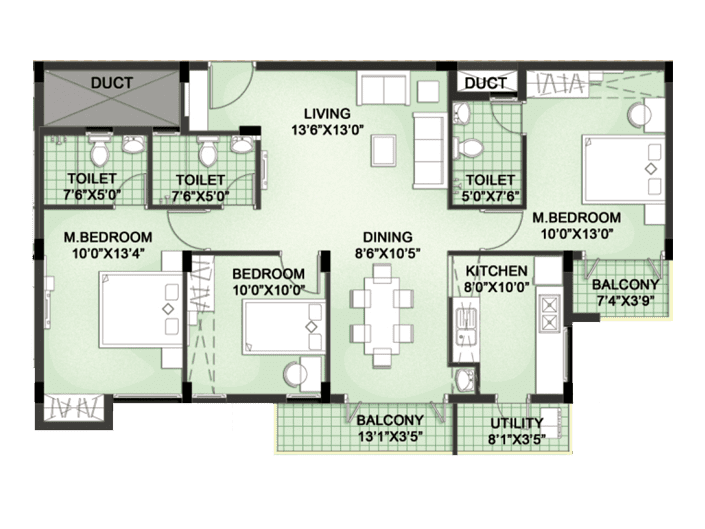 DUCT
DUCT
LIVING
13'6"X13'0"
TOILET
7'6"X5'0"
TOILET
7'6"X5'0"
TOILET
5'0"X7'6"
M.BEDROOM
10'0"X13'0"
M.BEDROOM
10'0"X13'4"
DINING
8'6"X10'5"
BEDROOM
10'0"X10'0"
KITCHEN
8'0"X10'0"
BALCONY
7'4"X3'9"
BALCONY
13'1"X3'5"
UTILITY
8'1"X3'5"